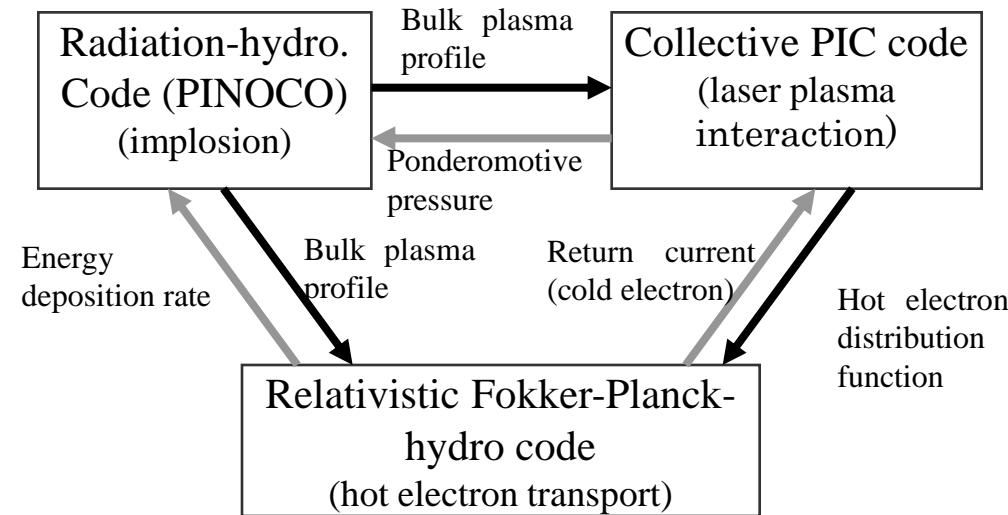 Radiation-hydro.
Code (PINOCO)
(implosion)
Bulk plasma
profile
Collective PIC code
(laser plasma
interaction)
Ponderomotive
pressure
Energy
deposition rate
Bulk plasma
profile
Return current
(cold electron)
Hot electron
distribution
function
Relativistic Fokker-Planck-
hydro code
(hot electron transport)